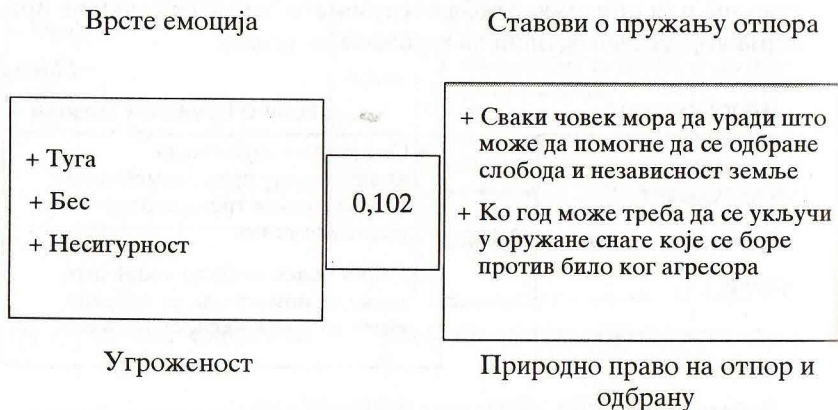 Врсте емоција
Ставови о пружању отпора
+ Туга
+ Бес
+ Несигурност
0,102
+ Сваки човек мора да уради што
може да помогне да се одбране
слобода и независност земље
+ Ко год може треба да се укључи
у оружане снаге које се боре
против било ког агресора
Угроженост
Природно право на отпор и
одбрану